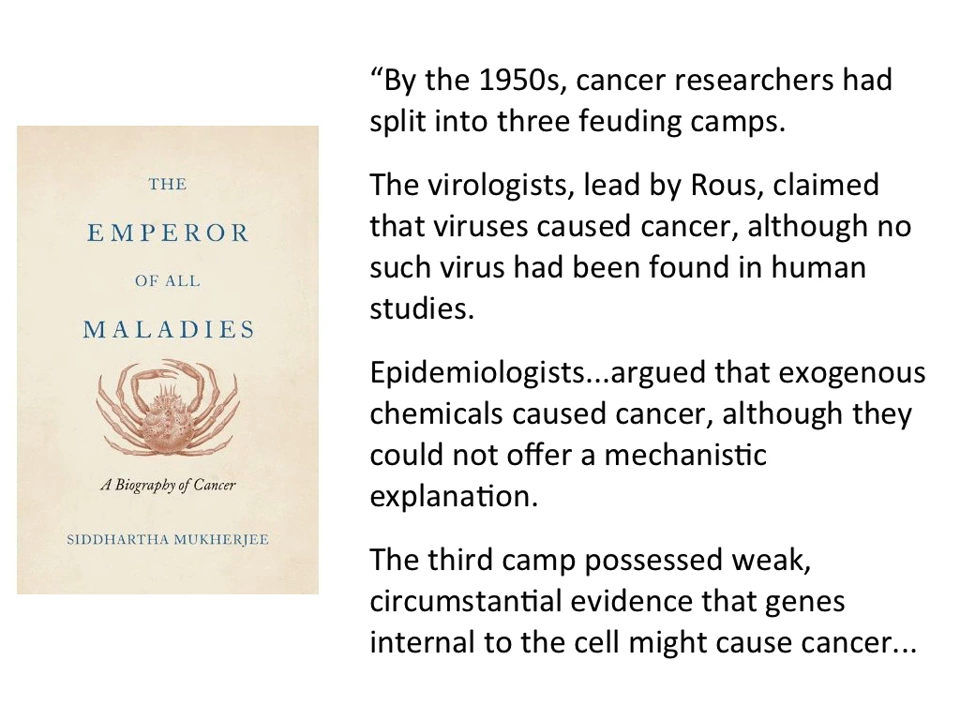 THE
EMPEROR
OF ALL
MALADIES
A Biography of Cancer
SIDDHARTHA MUKHERJEE
“By the 1950s, cancer researchers had
split into three feuding camps.
The virologists, lead by Rous, claimed
that viruses caused cancer, although no
such virus had been found in human
studies.
Epidemiologists...argued that exogenous
chemicals caused cancer, although they
could not offer a mechanistic
explanation.
The third camp possessed weak,
circumstantial evidence that genes
internal to the cell might cause cancer...